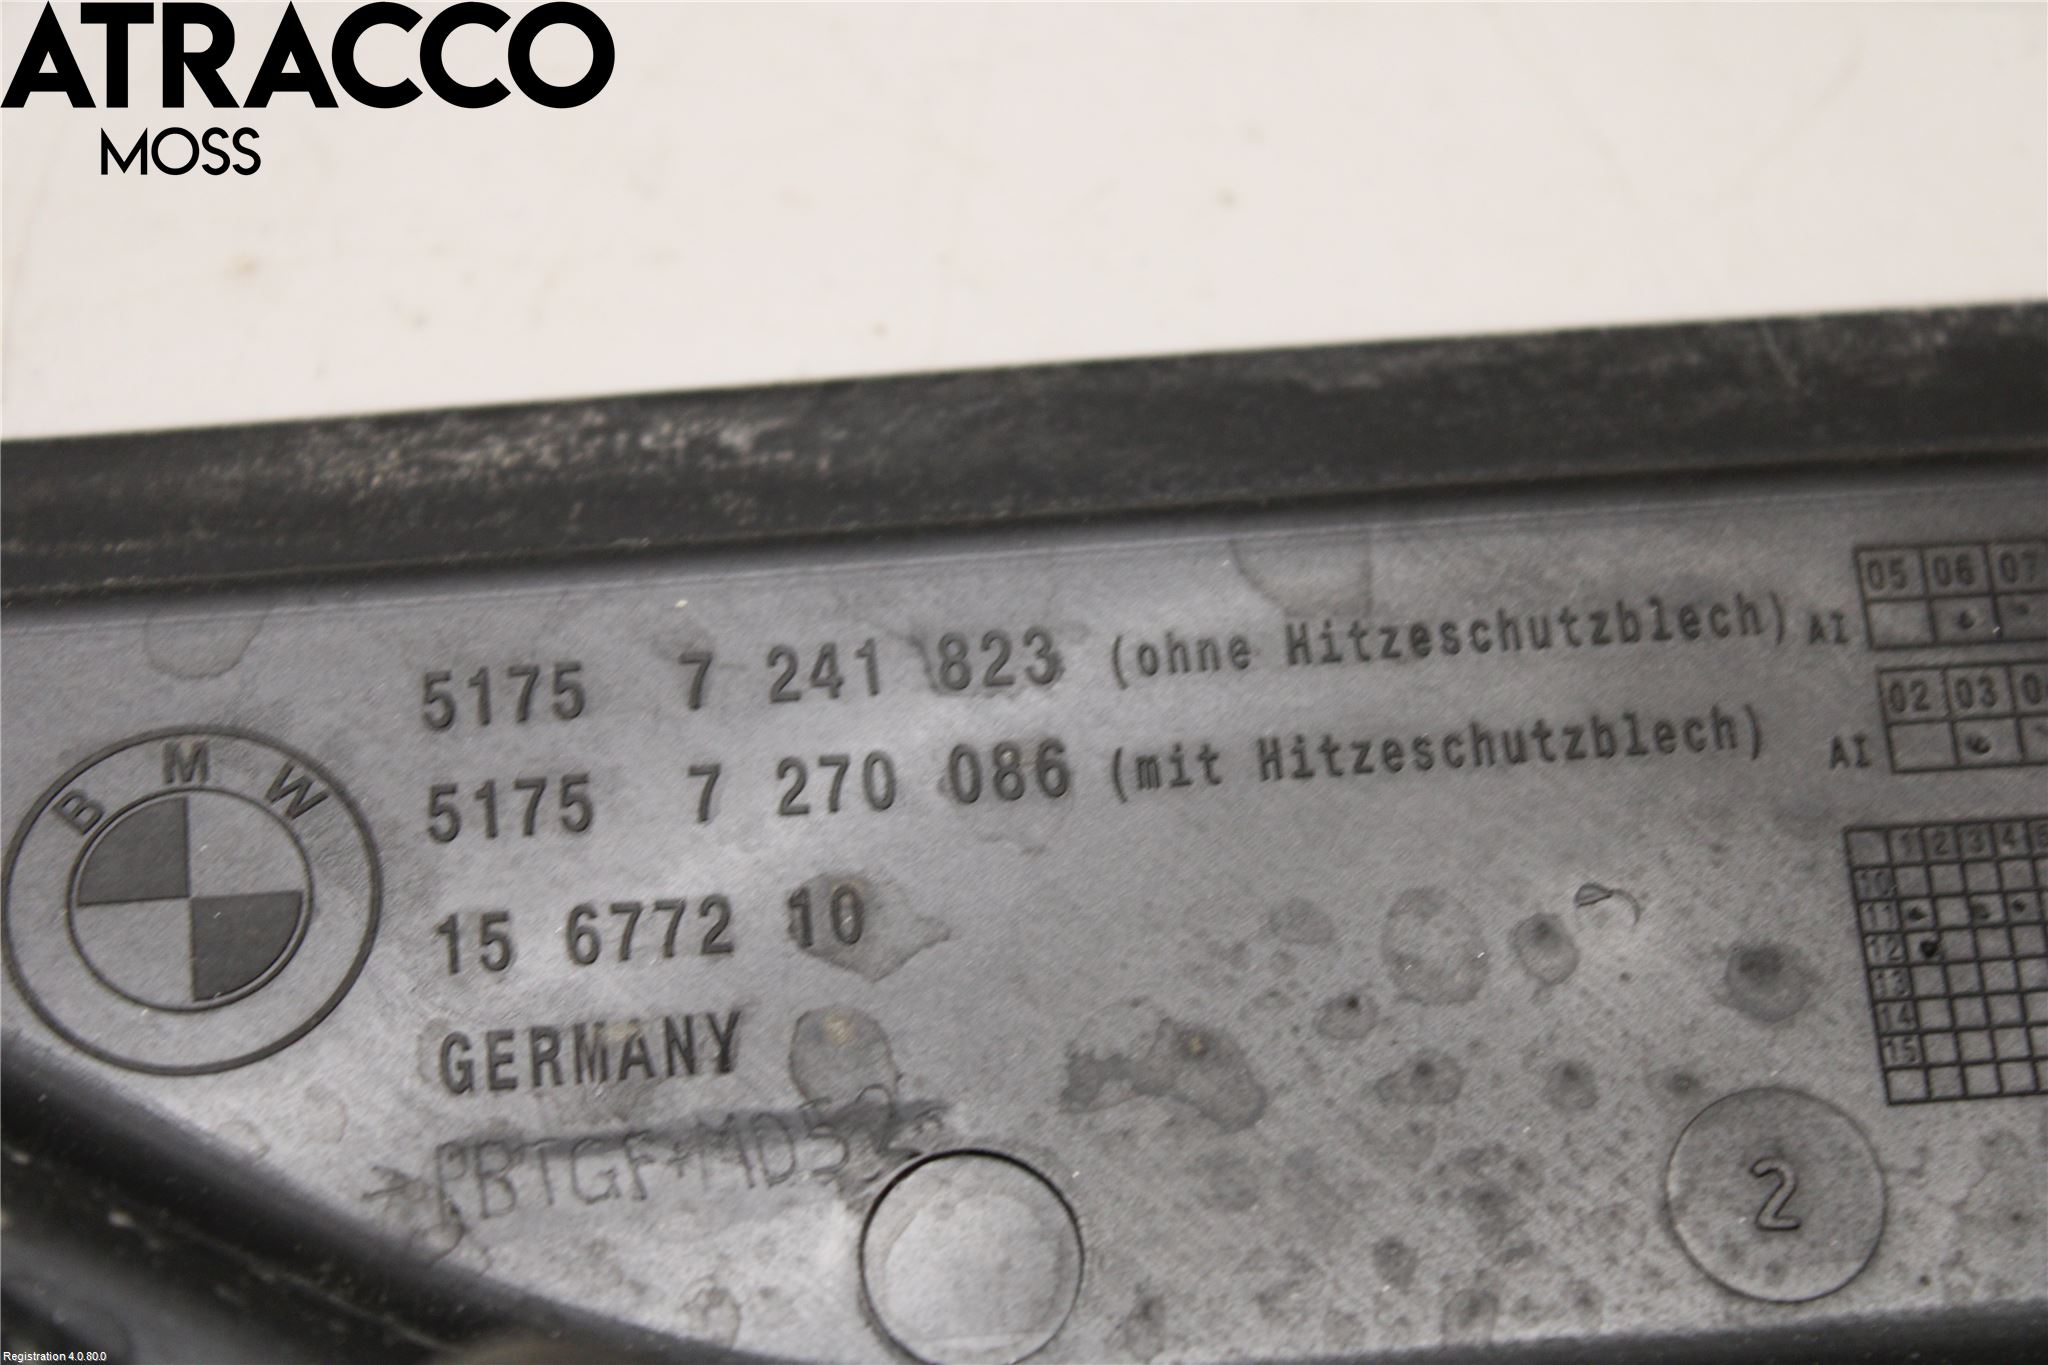 ATRACCO
MOSS
5175 7 241 823 (ohne Hitzeschutzblech) AI
05 06 07
5175 7 270 086 (mit Hitzeschutzblech) AI
02 03
B M W
15 6772 10
1 2 3 4 5
10
11
12
13
14
15
GERMANY
2
Registration 4.0.80.0